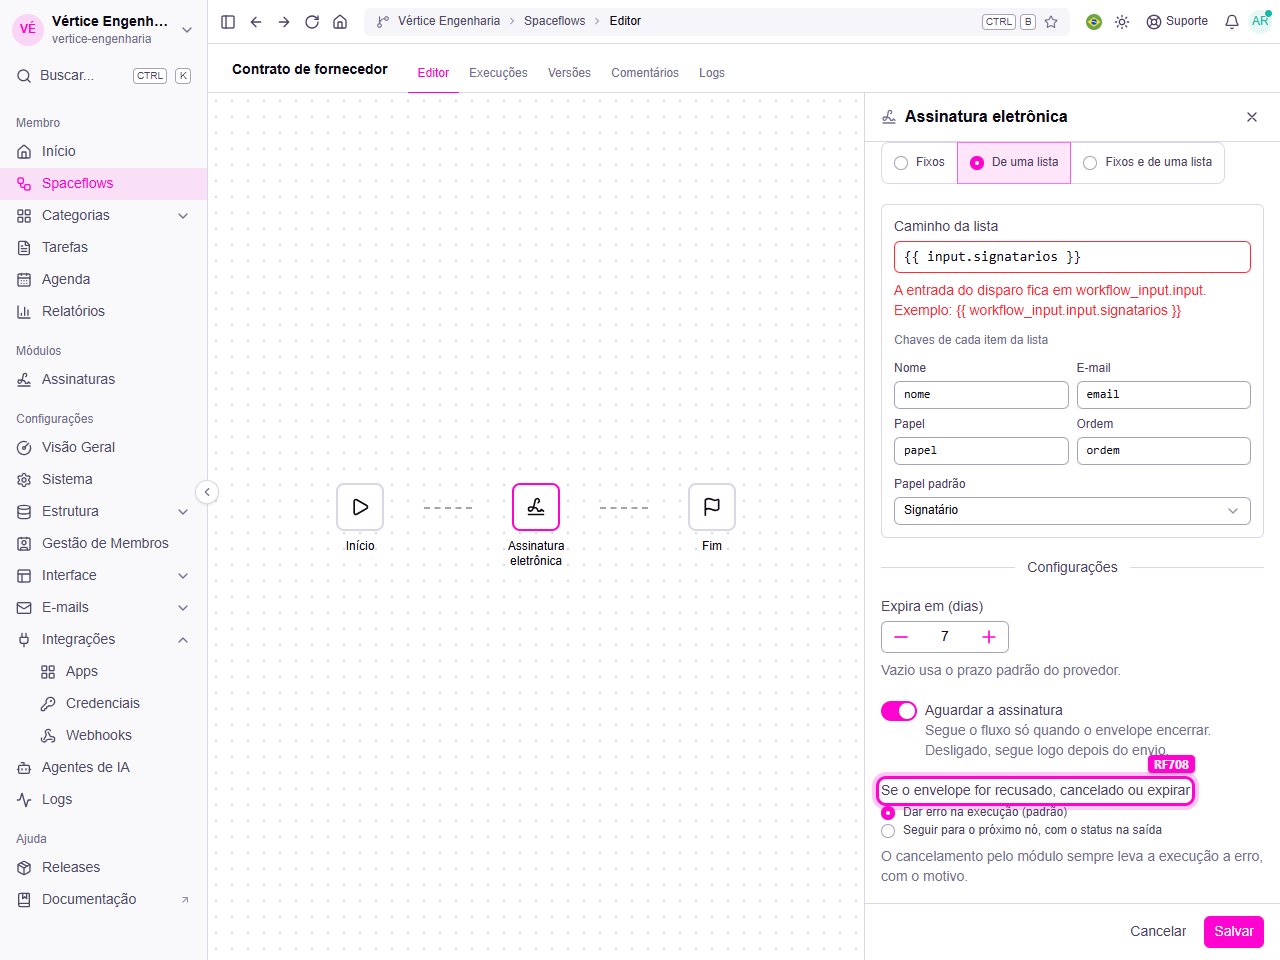 VÉ
Vértice Engenh...
vertice-engenharia
Buscar...
CTRL
K
Membro
Início
Spaceflows
Categorias
Tarefas
Agenda
Relatórios
Módulos
Assinaturas
Configurações
Visão Geral
Sistema
Estrutura
Gestão de Membros
Interface
E-mails
Integrações
Apps
Credenciais
Webhooks
Agentes de IA
Logs
Ajuda
Releases
Documentação
Vértice Engenharia
Spaceflows
Editor
CTRL
B
Suporte
AR
Contrato de fornecedor
Editor
Execuções
Versões
Comentários
Logs
Início
Assinatura
eletrônica
Fim
Assinatura eletrônica
Fixos
De uma lista
Fixos e de uma lista
Caminho da lista
{{ input.signatarios }}
A entrada do disparo fica em workflow_input.input.
Exemplo: {{ workflow_input.input.signatarios }}
Chaves de cada item da lista
Nome
E-mail
nome
email
Papel
Ordem
papel
ordem
Papel padrão
Signatário
Configurações
Expira em (dias)
7
Vazio usa o prazo padrão do provedor.
Aguardar a assinatura
Segue o fluxo só quando o envelope encerrar.
Desligado, segue logo depois do envio.
RF708
Se o envelope for recusado, cancelado ou expirar
Dar erro na execução (padrão)
Seguir para o próximo nó, com o status na saída
O cancelamento pelo módulo sempre leva a execução a erro,
com o motivo.
Cancelar
Salvar